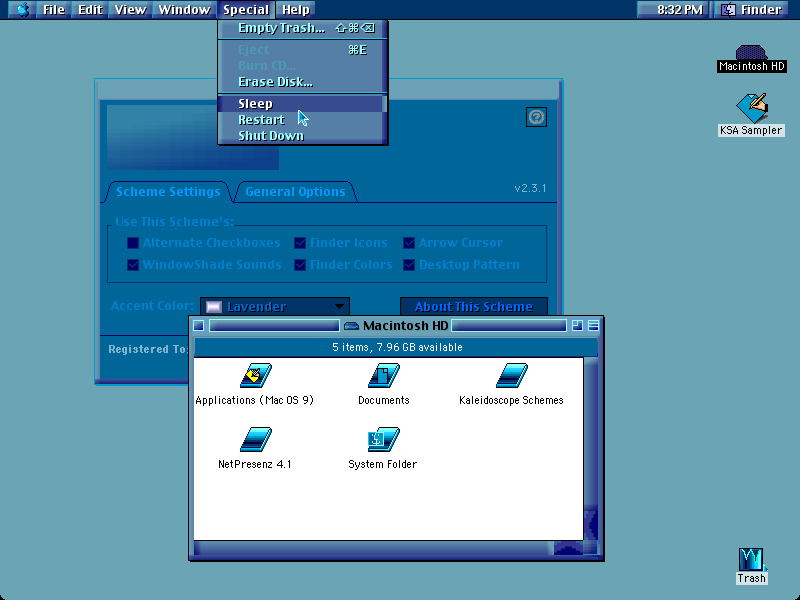 File Edit View Window Special Help 8:32 PM Finder
Empty Trash... ⇧⌘⌫
Eject ⌘E
Burn CD...
Erase Disk...
Sleep
Restart
Shut Down
Macintosh HD
KSA Sampler
Scheme Settings General Options v2.3.1
Use This Scheme's:
Alternate Checkboxes Finder Icons Arrow Cursor
WindowShade Sounds Finder Colors Desktop Pattern
Accent Color: Lavender About This Scheme
Registered To:
Macintosh HD
5 items, 7.96 GB available
Applications (Mac OS 9) Documents Kaleidoscope Schemes
NetPresenz 4.1 System Folder
Trash